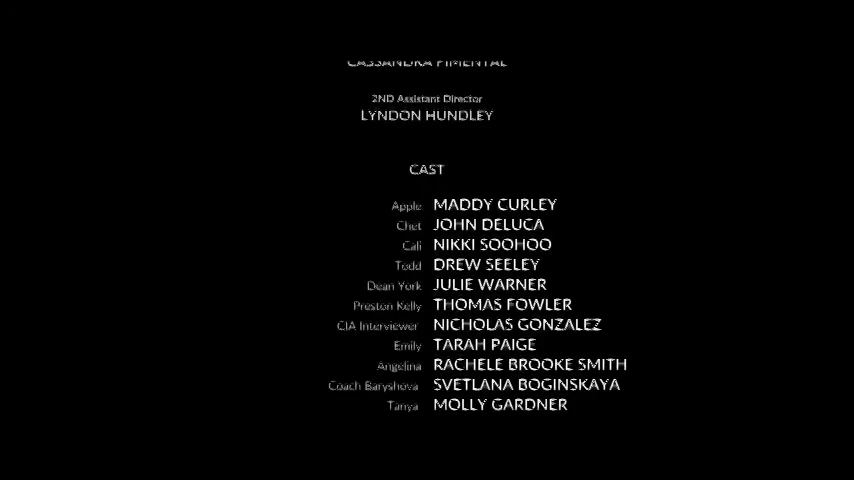 CASSANDRA PIMENTAL
2ND Assistant Director
LYNDON HUNDLEY
CAST
Apple MADDY CURLEY
Chet JOHN DELUCA
Cali NIKKI SOOHOO
Todd DREW SEELEY
Dean York JULIE WARNER
Preston Kelly THOMAS FOWLER
CIA Interviewer NICHOLAS GONZALEZ
Emily TARAH PAIGE
Angelina RACHELE BROOKE SMITH
Coach Baryshova SVETLANA BOGINSKAYA
Tanya MOLLY GARDNER